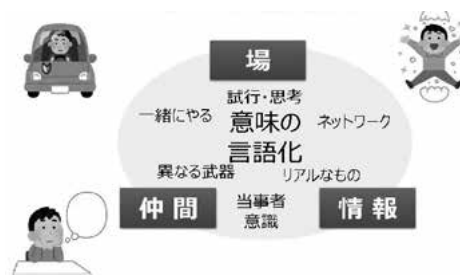 場
試行・思考
一緒にやる
意味の
言語化
ネットワーク
異なる武器
リアルなもの
仲間
当事者
意識
情報